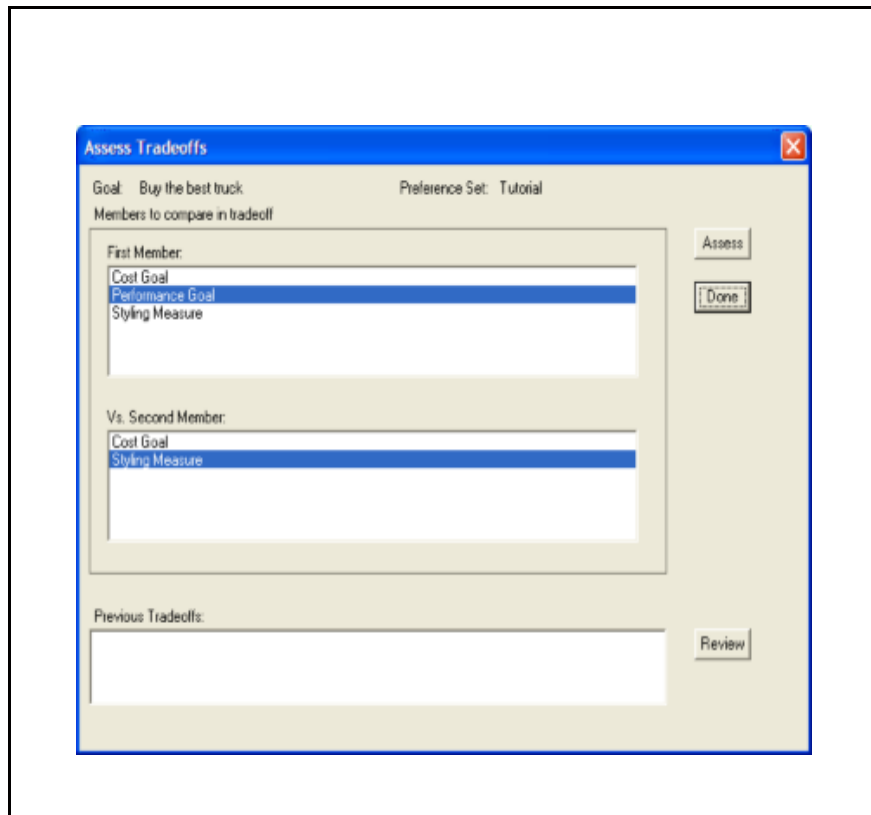 Assess Tradeoffs
Goal: Buy the best truck Preference Set: Tutorial
Members to compare in tradeoff
Assess
First Member:
Cost Goal
Performance Goal
Styling Measure
Done
Vs. Second Member:
Cost Goal
Styling Measure
Previous Tradeoffs:
Review